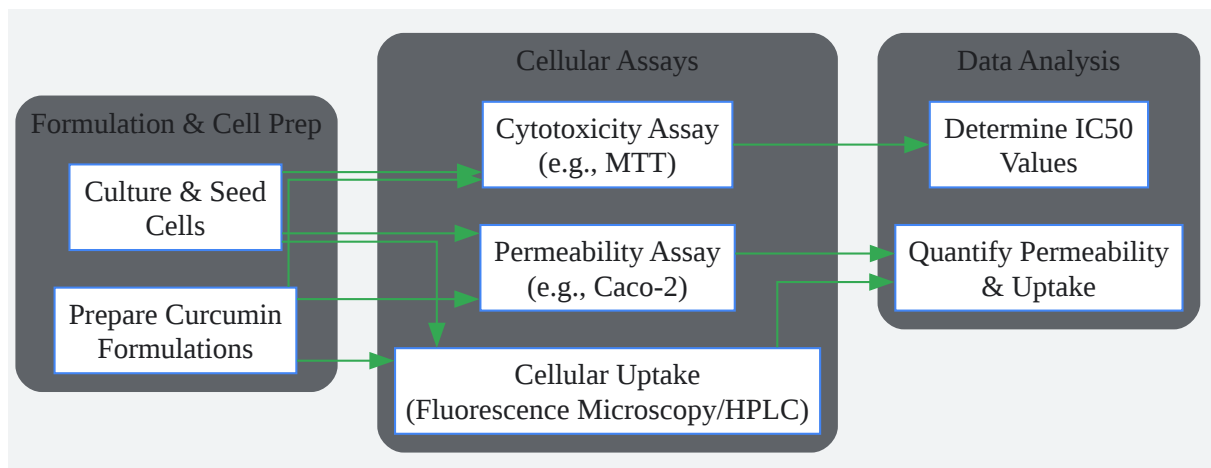 Formulation & Cell Prep
Culture & Seed
Cells
Prepare Curcumin
Formulations
Cellular Assays
Cytotoxicity Assay
(e.g., MTT)
Permeability Assay
(e.g., Caco-2)
Cellular Uptake
(Fluorescence Microscopy/HPLC)
Data Analysis
Determine IC50
Values
Quantify Permeability
& Uptake